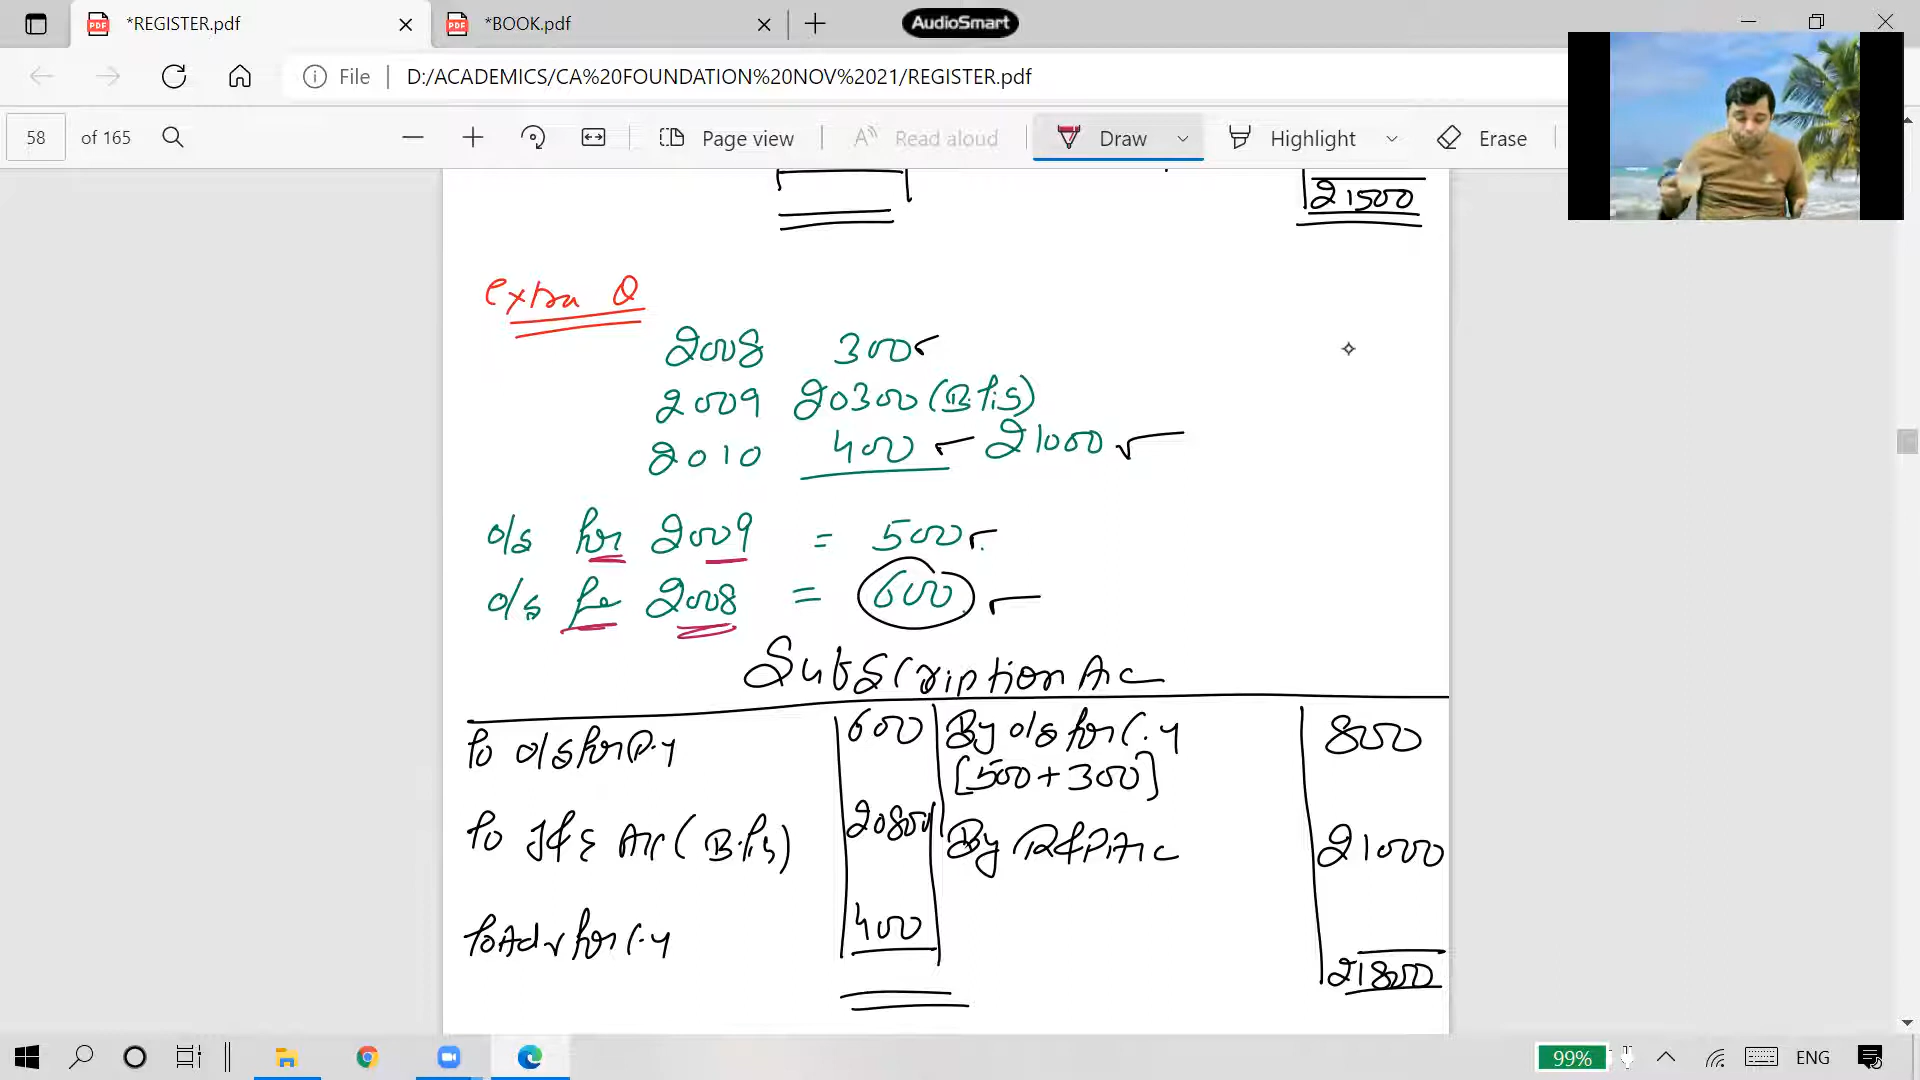 *REGISTER.pdf
*BOOK.pdf
AudioSmart
File D:/ACADEMICS/CA%20FOUNDATION%20NOV%2021/REGISTER.pdf
58 of 165
Page view
Read aloud
Draw
Highlight
Erase
21500
extra Q
2008 300
2009 20300 (B.f.s)
2010 400 21000
o/s for 2009 = 500
o/s for 2008 = 600
Subscription A/c
To o/s for P.y 600 By o/s for C.y 800
[500+300]
To I&E A/c (B.f.s) 20800 By R&P A/c 21000
To Adv for C.y 400
21800
99%
ENG